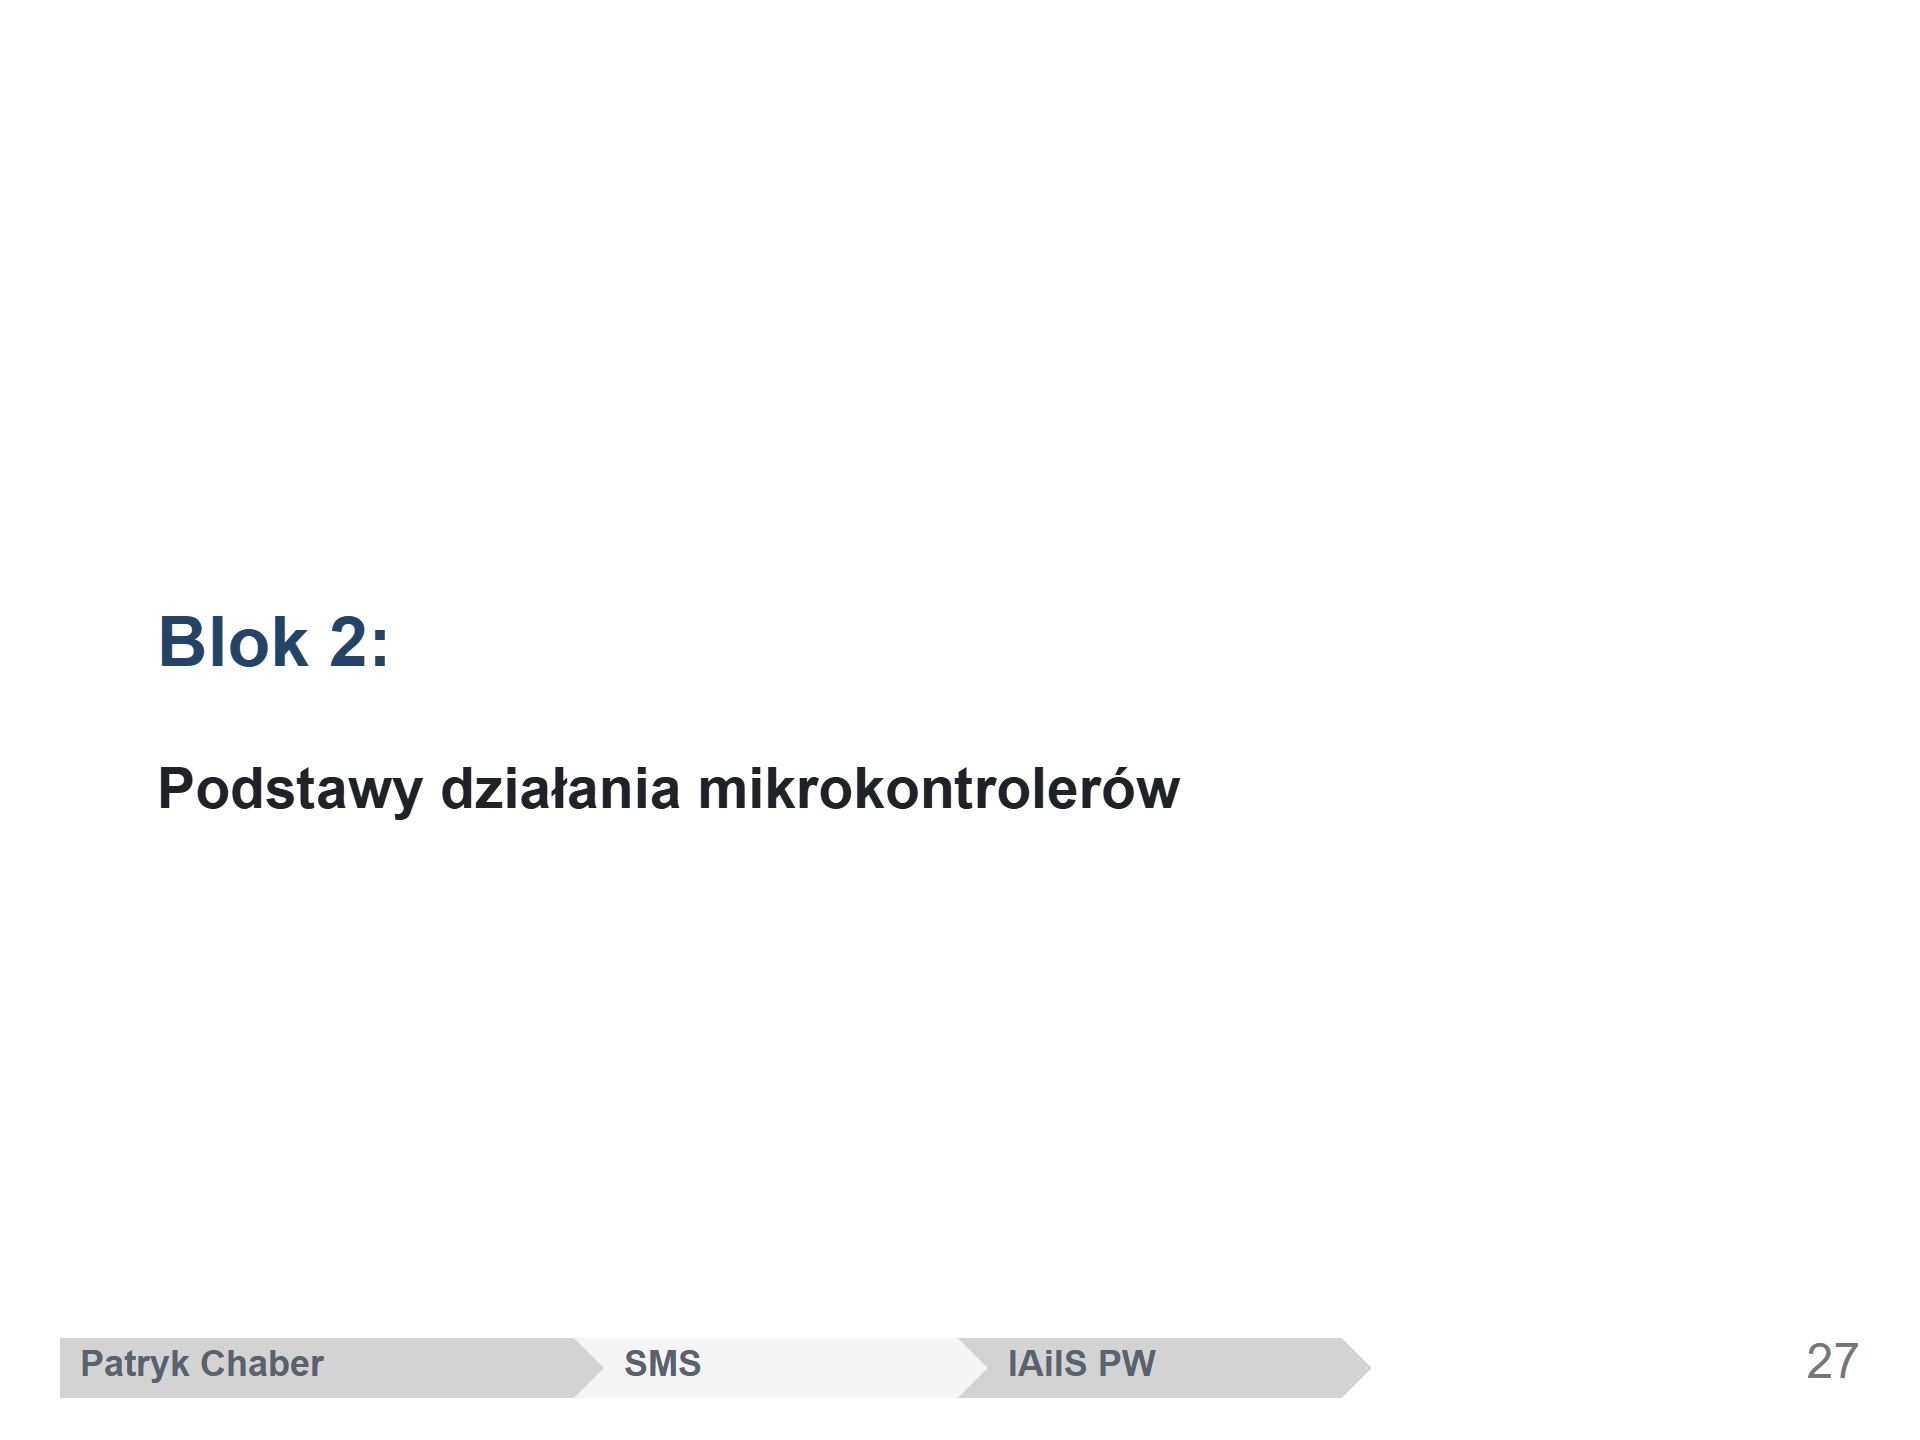 Blok 2:
Podstawy działania mikrokontrolerów
Patryk Chaber
SMS
IAiIS PW
27